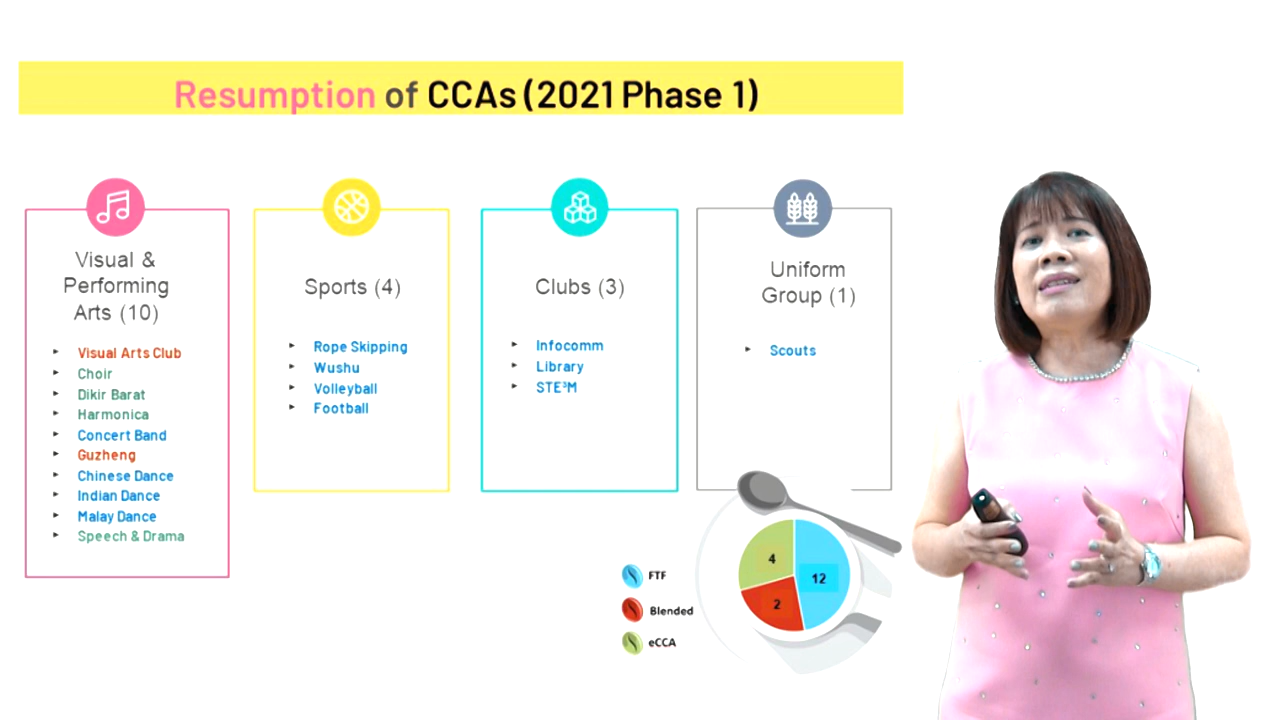 Resumption of CCAs (2021 Phase 1)
Visual &
Performing
Arts (10)
Visual Arts Club
Choir
Dikir Barat
Harmonica
Concert Band
Guzheng
Chinese Dance
Indian Dance
Malay Dance
Speech & Drama
Sports (4)
Rope Skipping
Wushu
Volleyball
Football
Clubs (3)
Infocomm
Library
STE³M
Uniform
Group (1)
Scouts
FTF
Blended
eCCA
4
12
2